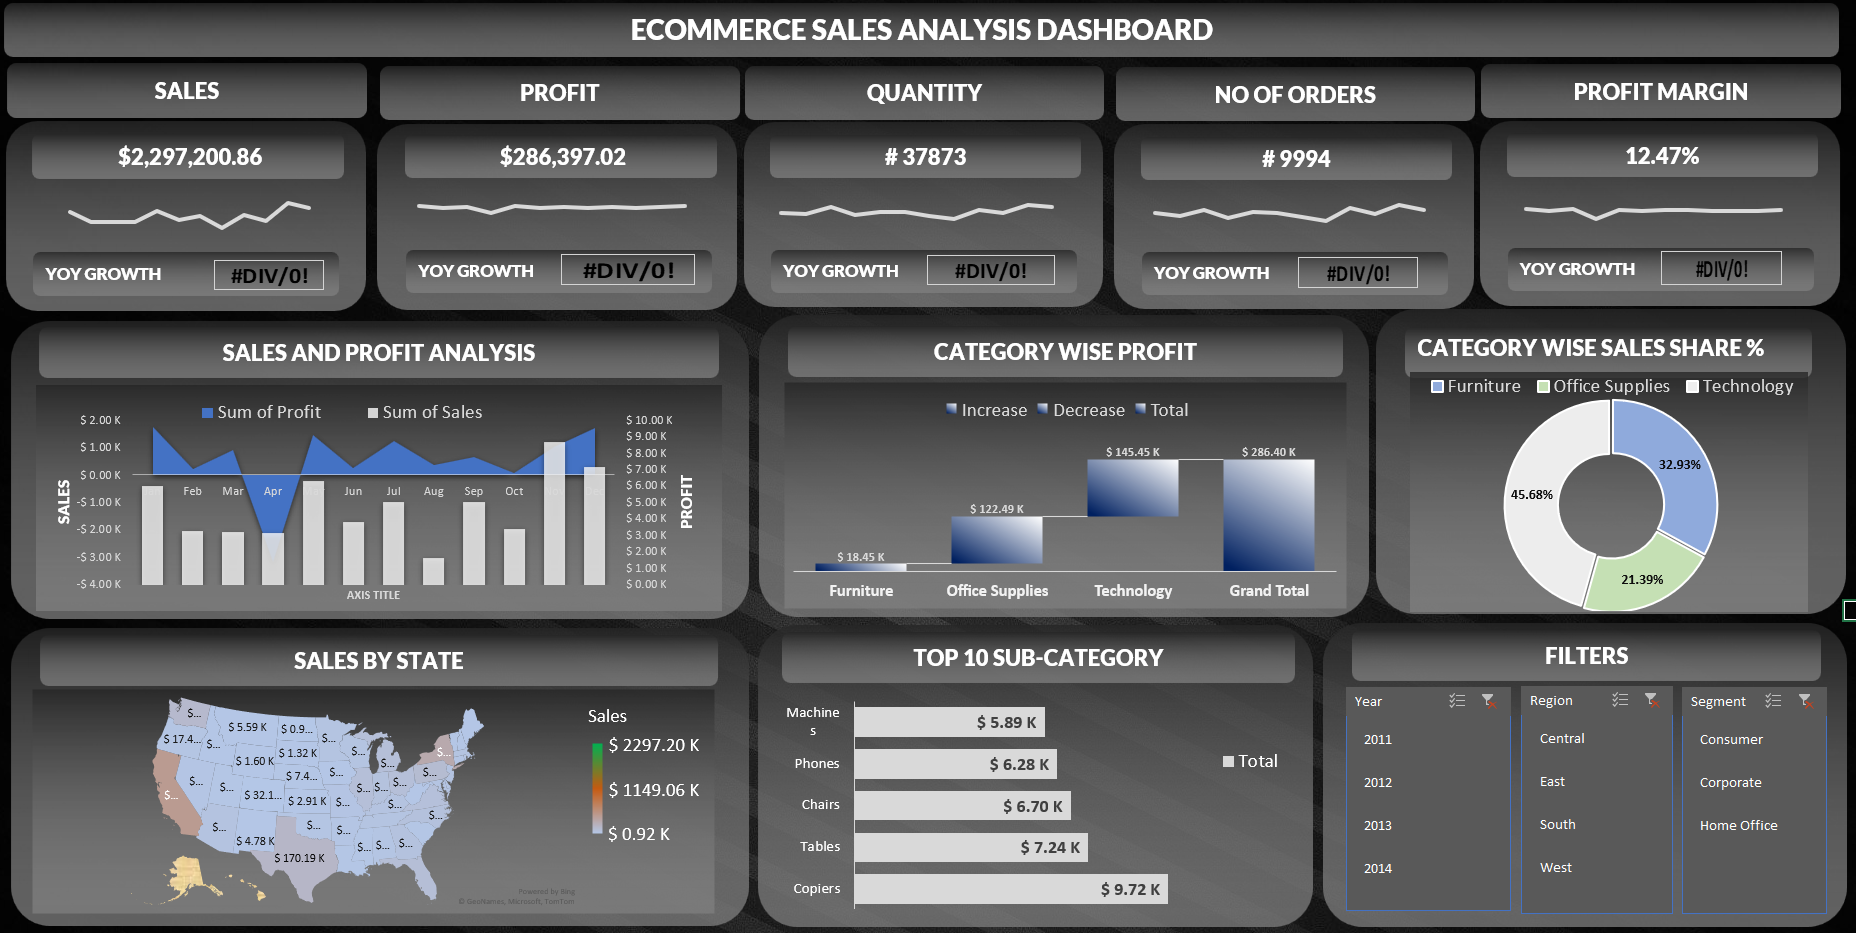 ECOMMERCE SALES ANALYSIS DASHBOARD
SALES
PROFIT
QUANTITY
NO OF ORDERS
PROFIT MARGIN
$2,297,200.86
$286,397.02
# 37873
# 9994
12.47%
YOY GROWTH
#DIV/0!
YOY GROWTH
#DIV/0!
YOY GROWTH
#DIV/0!
YOY GROWTH
#DIV/0!
YOY GROWTH
#DIV/0!
SALES AND PROFIT ANALYSIS
Sum of Profit
Sum of Sales
$ 2.00 K
$ 1.00 K
$ 0.00 K
-$ 1.00 K
-$ 2.00 K
-$ 3.00 K
-$ 4.00 K
SALES
Feb
Mar
Apr
Jun
Jul
Aug
Sep
Oct
AXIS TITLE
$ 10.00 K
$ 9.00 K
$ 8.00 K
$ 7.00 K
$ 6.00 K
$ 5.00 K
$ 4.00 K
$ 3.00 K
$ 2.00 K
$ 1.00 K
$ 0.00 K
PROFIT
CATEGORY WISE PROFIT
Increase
Decrease
Total
$ 18.45 K
$ 122.49 K
$ 145.45 K
$ 286.40 K
Furniture
Office Supplies
Technology
Grand Total
CATEGORY WISE SALES SHARE %
Furniture
Office Supplies
Technology
32.93%
45.68%
21.39%
SALES BY STATE
$...
$ 5.59 K
$ 0.9...
$ 17.4...
$...
$...
$...
$ 1.32 K
$ 1.60 K
$...
$...
$...
$ 7.4...
$...
$...
$...
$...
$...
$...
$ 32.1...
$ 2.91 K
$...
$...
$...
$...
$...
$...
$...
$ 4.78 K
$...
$...
$...
$ 170.19 K
Sales
$ 2297.20 K
$ 1149.06 K
$ 0.92 K
Powered by Bing
© GeoNames, Microsoft, TomTom
TOP 10 SUB-CATEGORY
Machine
s
$ 5.89 K
Phones
$ 6.28 K
Chairs
$ 6.70 K
Tables
$ 7.24 K
Copiers
$ 9.72 K
Total
FILTERS
Year
2011
2012
2013
2014
Region
Central
East
South
West
Segment
Consumer
Corporate
Home Office